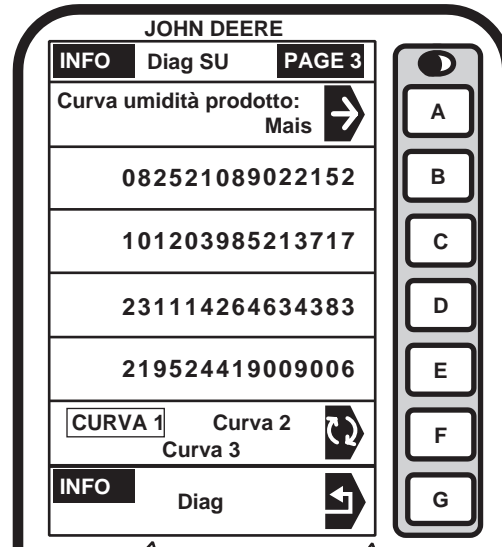 JOHN DEERE
INFO Diag SU PAGE 3
Curva umidità prodotto:
Mais
A
082521089022152
B
101203985213717
C
231114264634383
D
219524419009006
E
CURVA 1 Curva 2
Curva 3
F
INFO
Diag
G